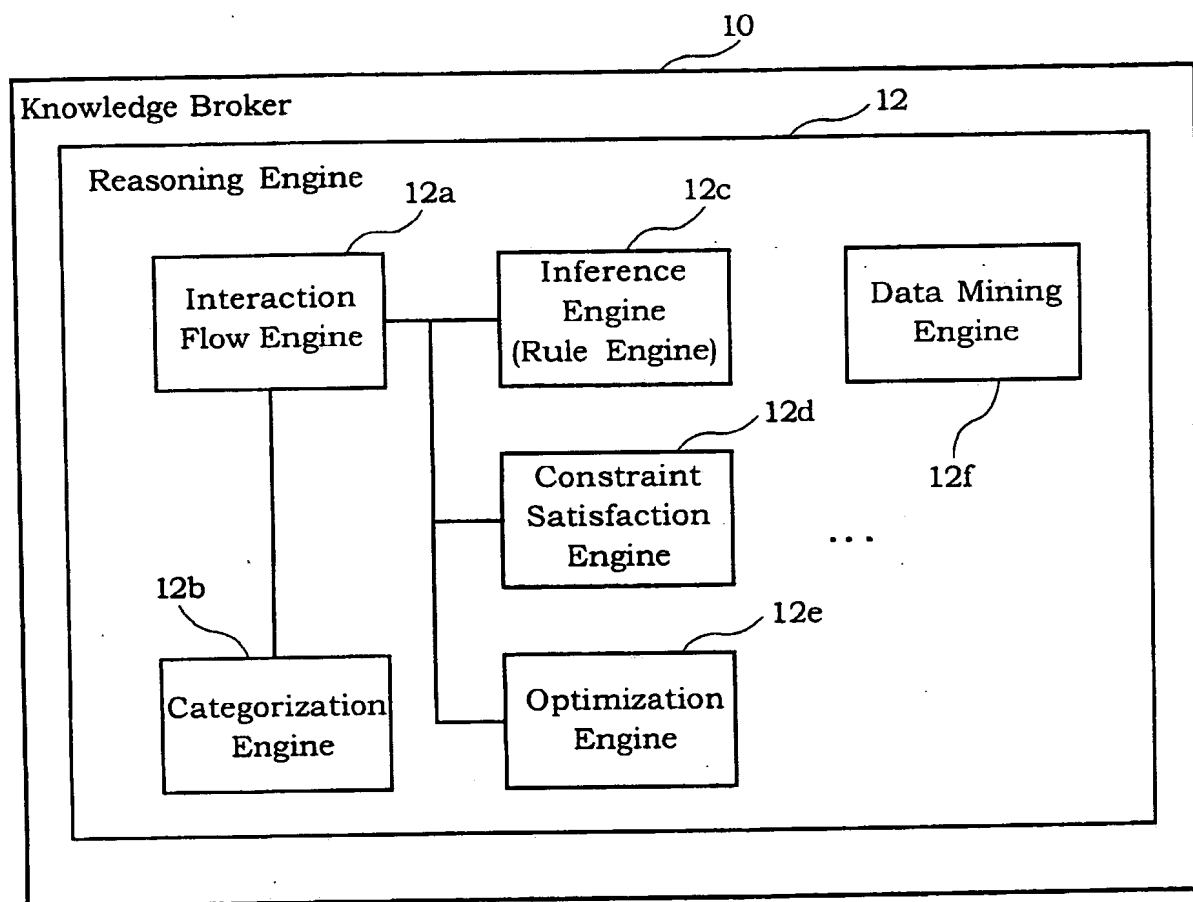 10
Knowledge Broker
12
Reasoning Engine
12a
12c
Interaction
Flow Engine
Inference
Engine
(Rule Engine)
Data Mining
Engine
12f
12d
Constraint
Satisfaction
Engine
...
12b
12e
Categorization
Engine
Optimization
Engine